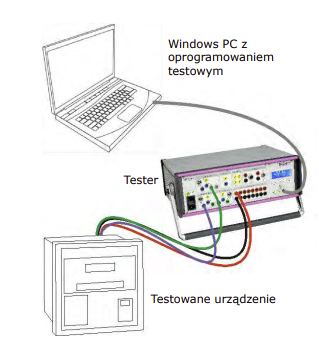 Windows PC z
oprogramowaniem
testowym
Tester
Testowane urządzenie